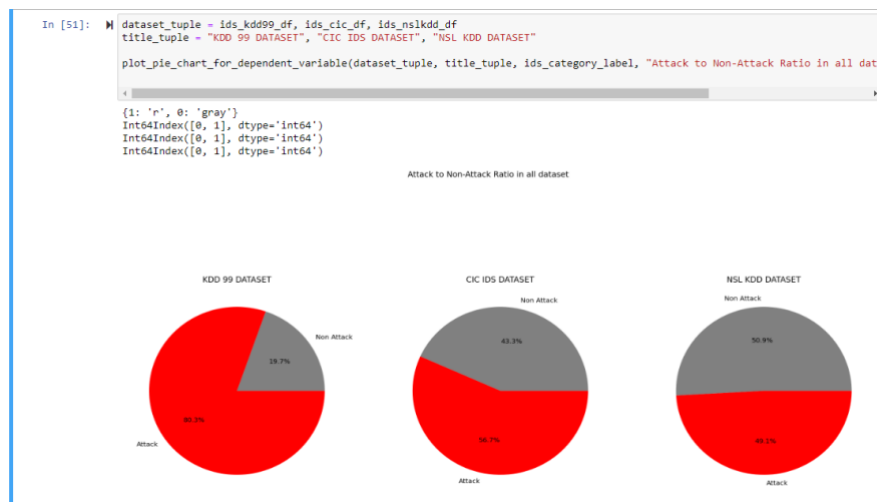 In [51]:
dataset_tuple = ids_kdd99_df, ids_cic_df, ids_nslkdd_df
title_tuple = "KDD 99 DATASET", "CIC IDS DATASET", "NSL KDD DATASET"
plot_pie_chart_for_dependent_variable(dataset_tuple, title_tuple, ids_category_label, "Attack to Non-Attack Ratio in all dat
{1: 'r', 0: 'gray'}
Int64Index([0, 1], dtype='int64')
Int64Index([0, 1], dtype='int64')
Int64Index([0, 1], dtype='int64')
Attack to Non-Attack Ratio in all dataset
KDD 99 DATASET
Non Attack
19.7%
80.3%
Attack
CIC IDS DATASET
Non Attack
43.3%
56.7%
Attack
NSL KDD DATASET
Non Attack
50.9%
49.1%
Attack